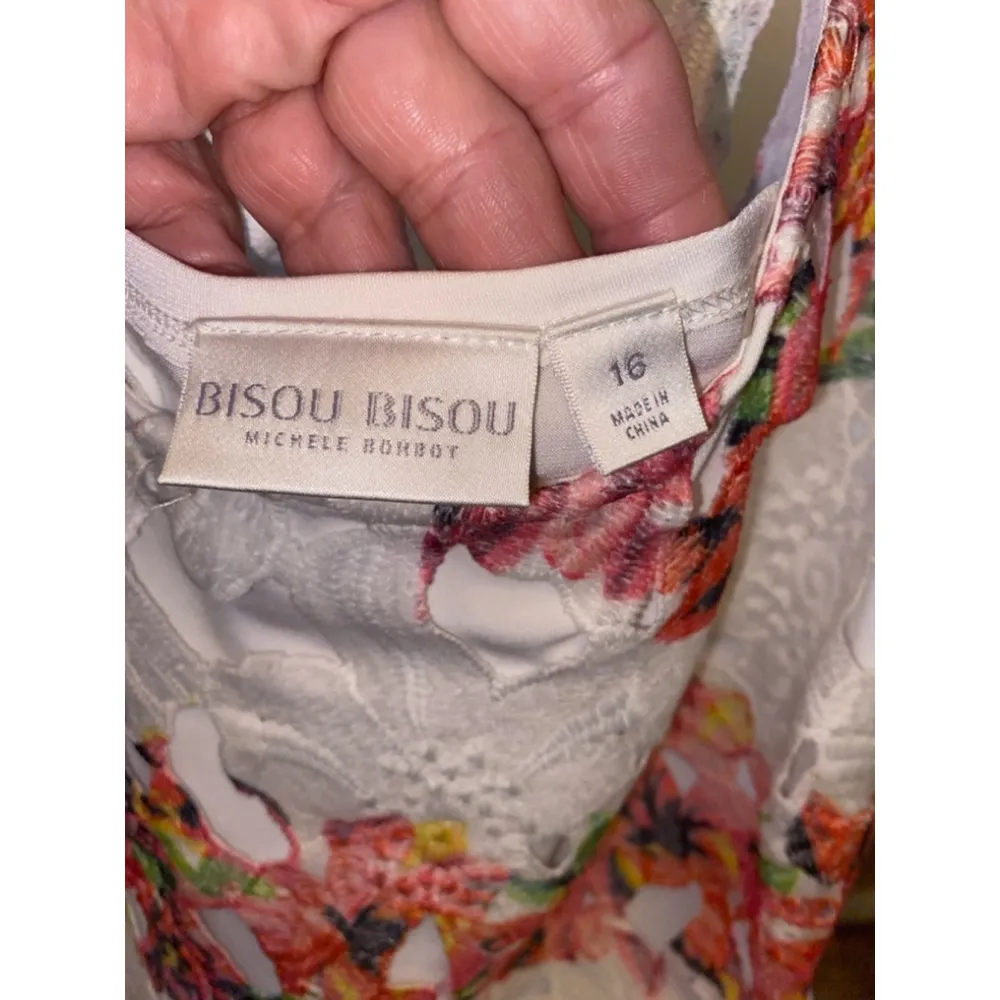 BISOU BISOU
MICHELE BOHBOT
16
MADE IN
CHINA